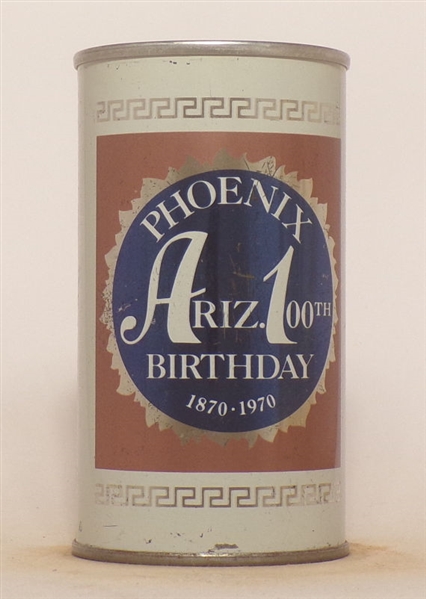 PHOENIX
ARIZ. 100TH
BIRTHDAY
1870 · 1970